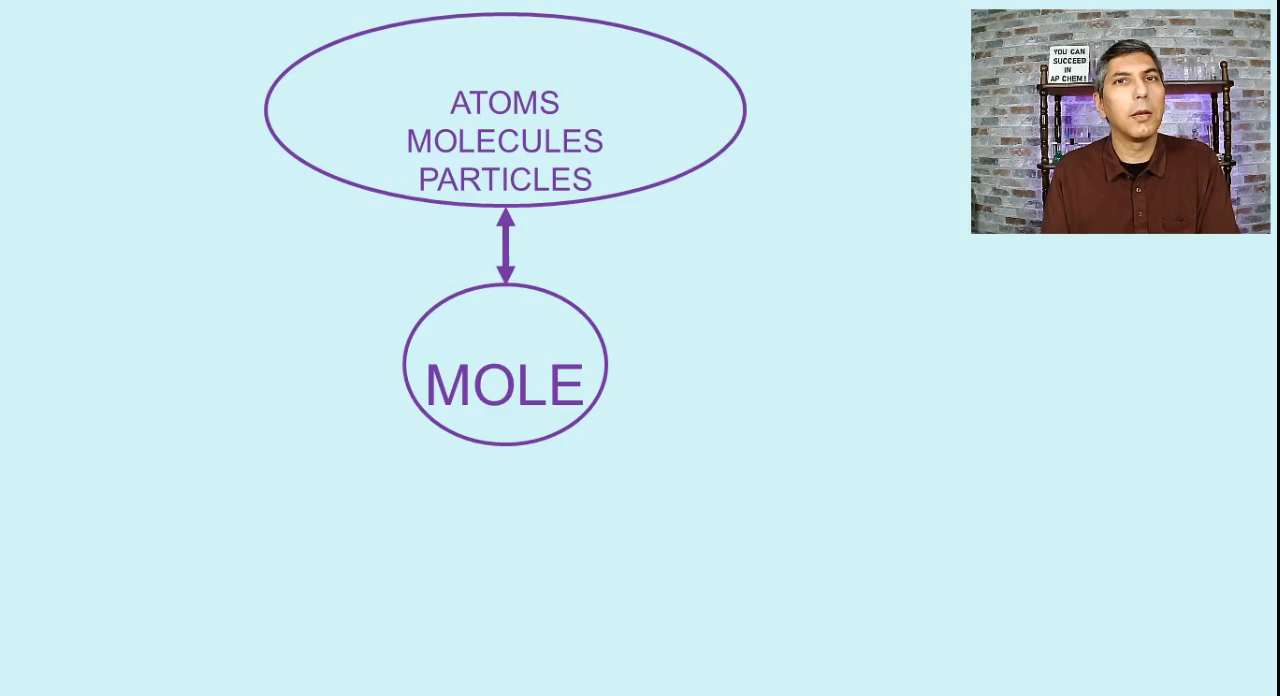 ATOMS
MOLECULES
PARTICLES
MOLE
YOU CAN
SUCCEED
IN
AP CHEM!